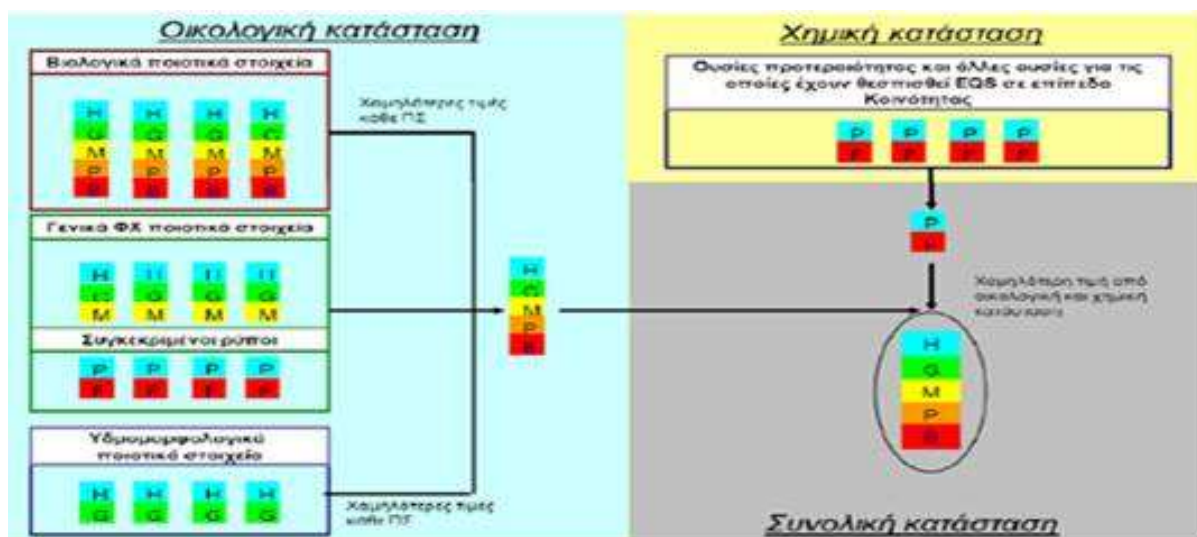 Οικολογική κατάσταση
Βιολογικά ποιοτικά στοιχεία
H H H H
G G G C
M M M M
P P P P
B B B B
Χαμηλότερες τιμές
κάθε ΠΣ
Γενικά ΦΧ ποιοτικά στοιχεία
H H H H
G G G G
M M M M
Συγκεκριμένοι ρύποι
P P P P
F F F F
Υδρομορφολογικά
ποιοτικά στοιχεία
H H H H
G G G G
Χαμηλότερες τιμές
κάθε ΠΣ
H
G
M
P
B
Χημική κατάσταση
Ουσίες προτεραιότητας και άλλες ουσίες για τις
οποίες έχουν θεσπισθεί EQS σε επίπεδο
Κοινότητας
P P P P
F F F F
P
F
Χαμηλότερη τιμή από
οικολογική και χημική
κατάσταση
H
G
M
P
B
Συνολική κατάσταση